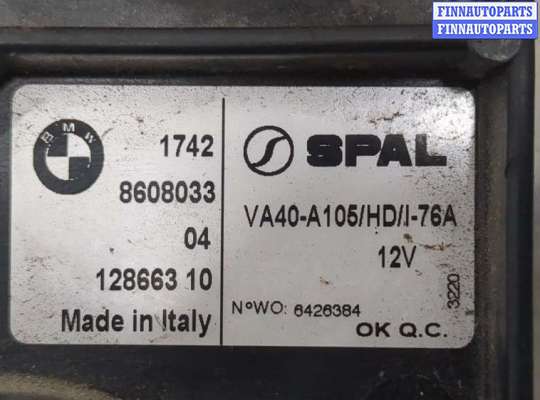 FINNAUTOPARTS
FINNAUTOPARTS
BMW
1742
8608033
04
128663 10
Made in Italy
SPAL
VA40-A105/HD/I-76A
12V
N°WO: 6426384
3220
OK Q.C.